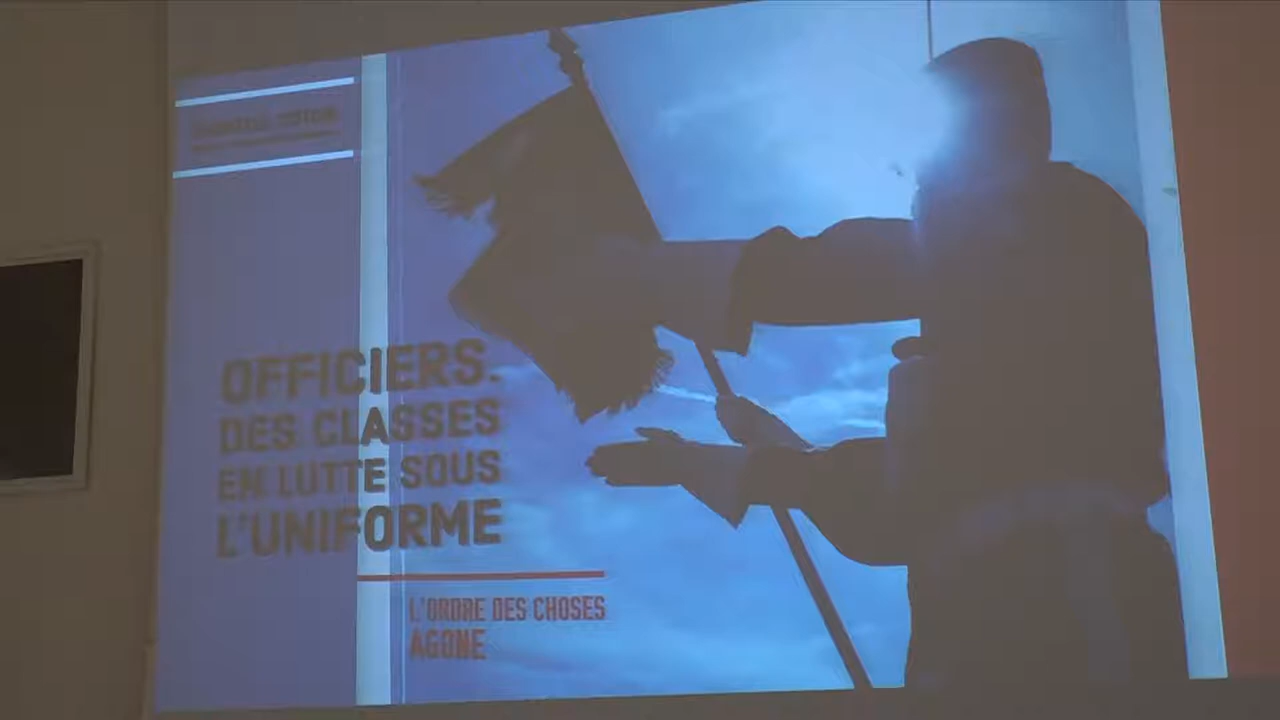 OFFICIERS.
DES CLASSES
EN LUTTE SOUS
L'UNIFORME
L'ORDRE DES CHOSES
AGONE